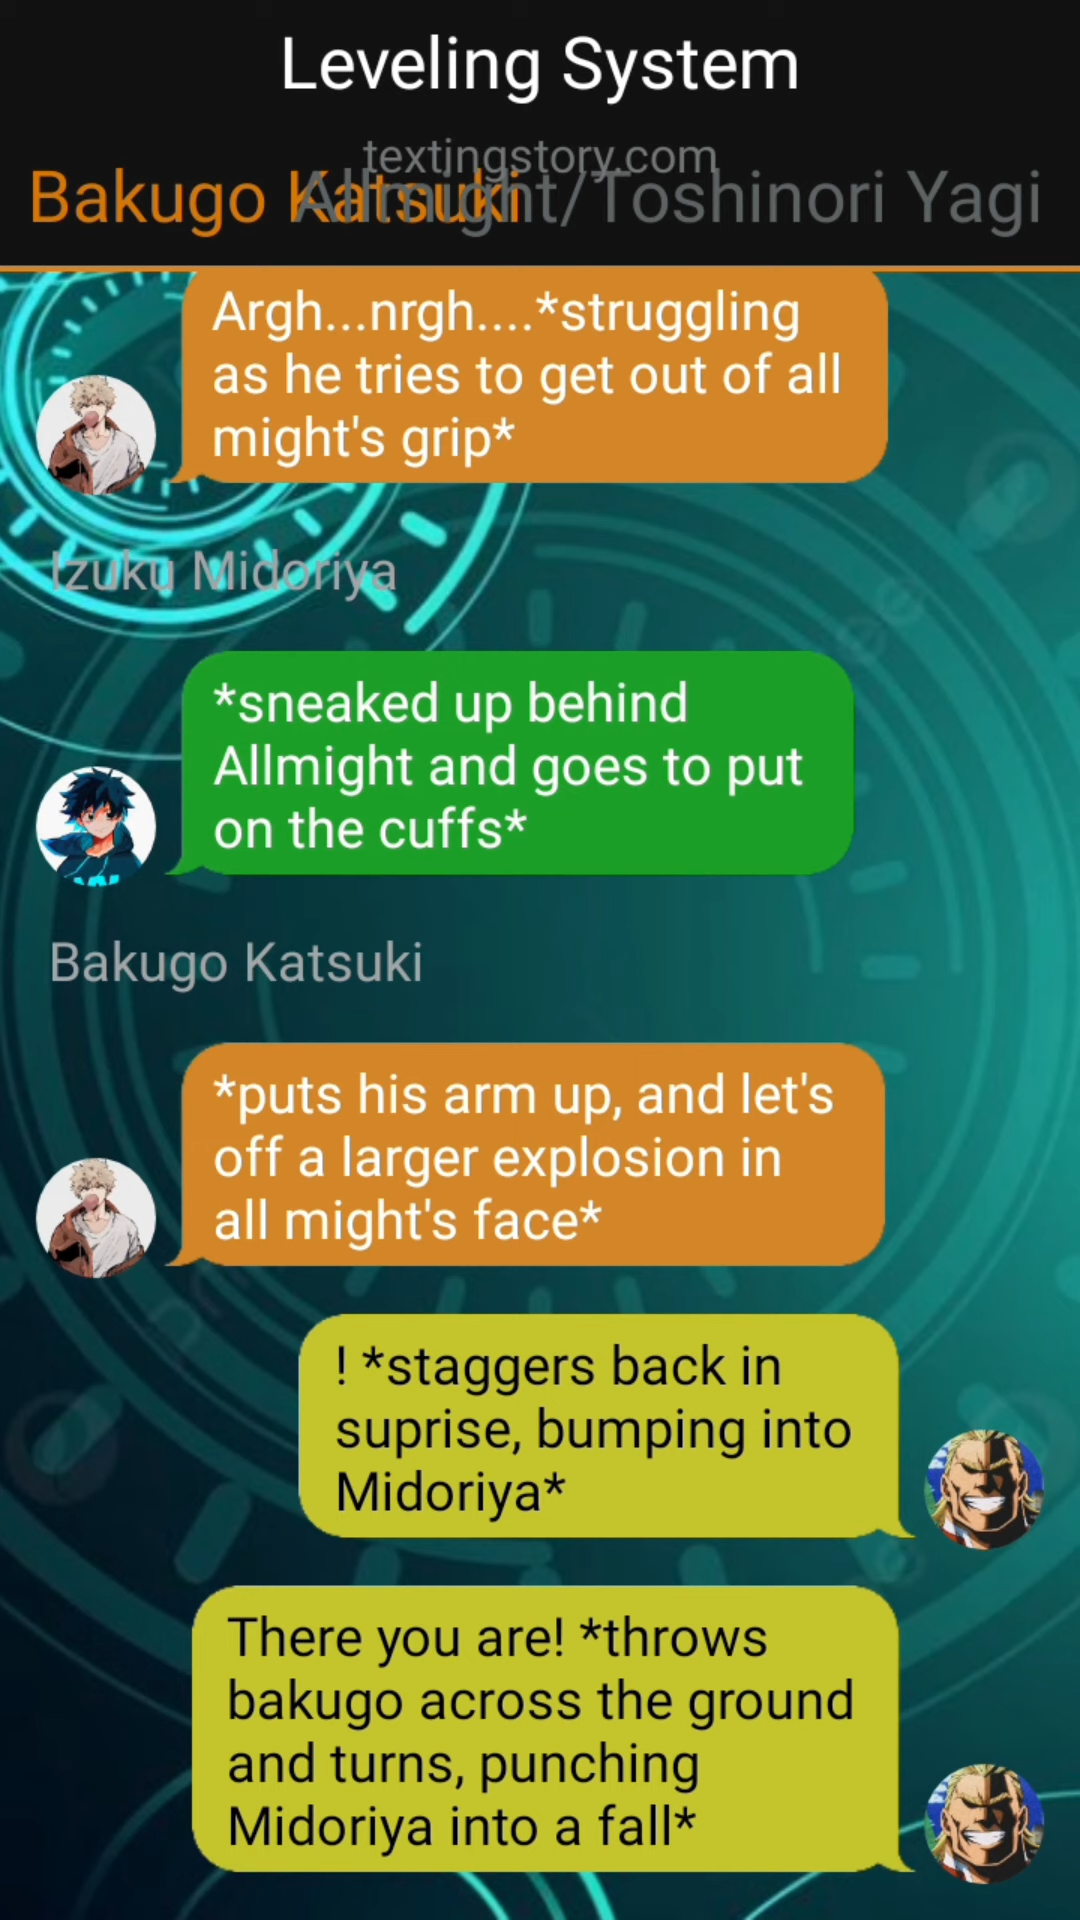 Leveling System
textingstory.com
Bakugo Katsuki
Allmight/Toshinori Yagi
Argh...nrgh....*struggling
as he tries to get out of all
might's grip*
Izuku Midoriya
*sneaked up behind
Allmight and goes to put
on the cuffs*
Bakugo Katsuki
*puts his arm up, and let's
off a larger explosion in
all might's face*
! *staggers back in
suprise, bumping into
Midoriya*
There you are! *throws
bakugo across the ground
and turns, punching
Midoriya into a fall*